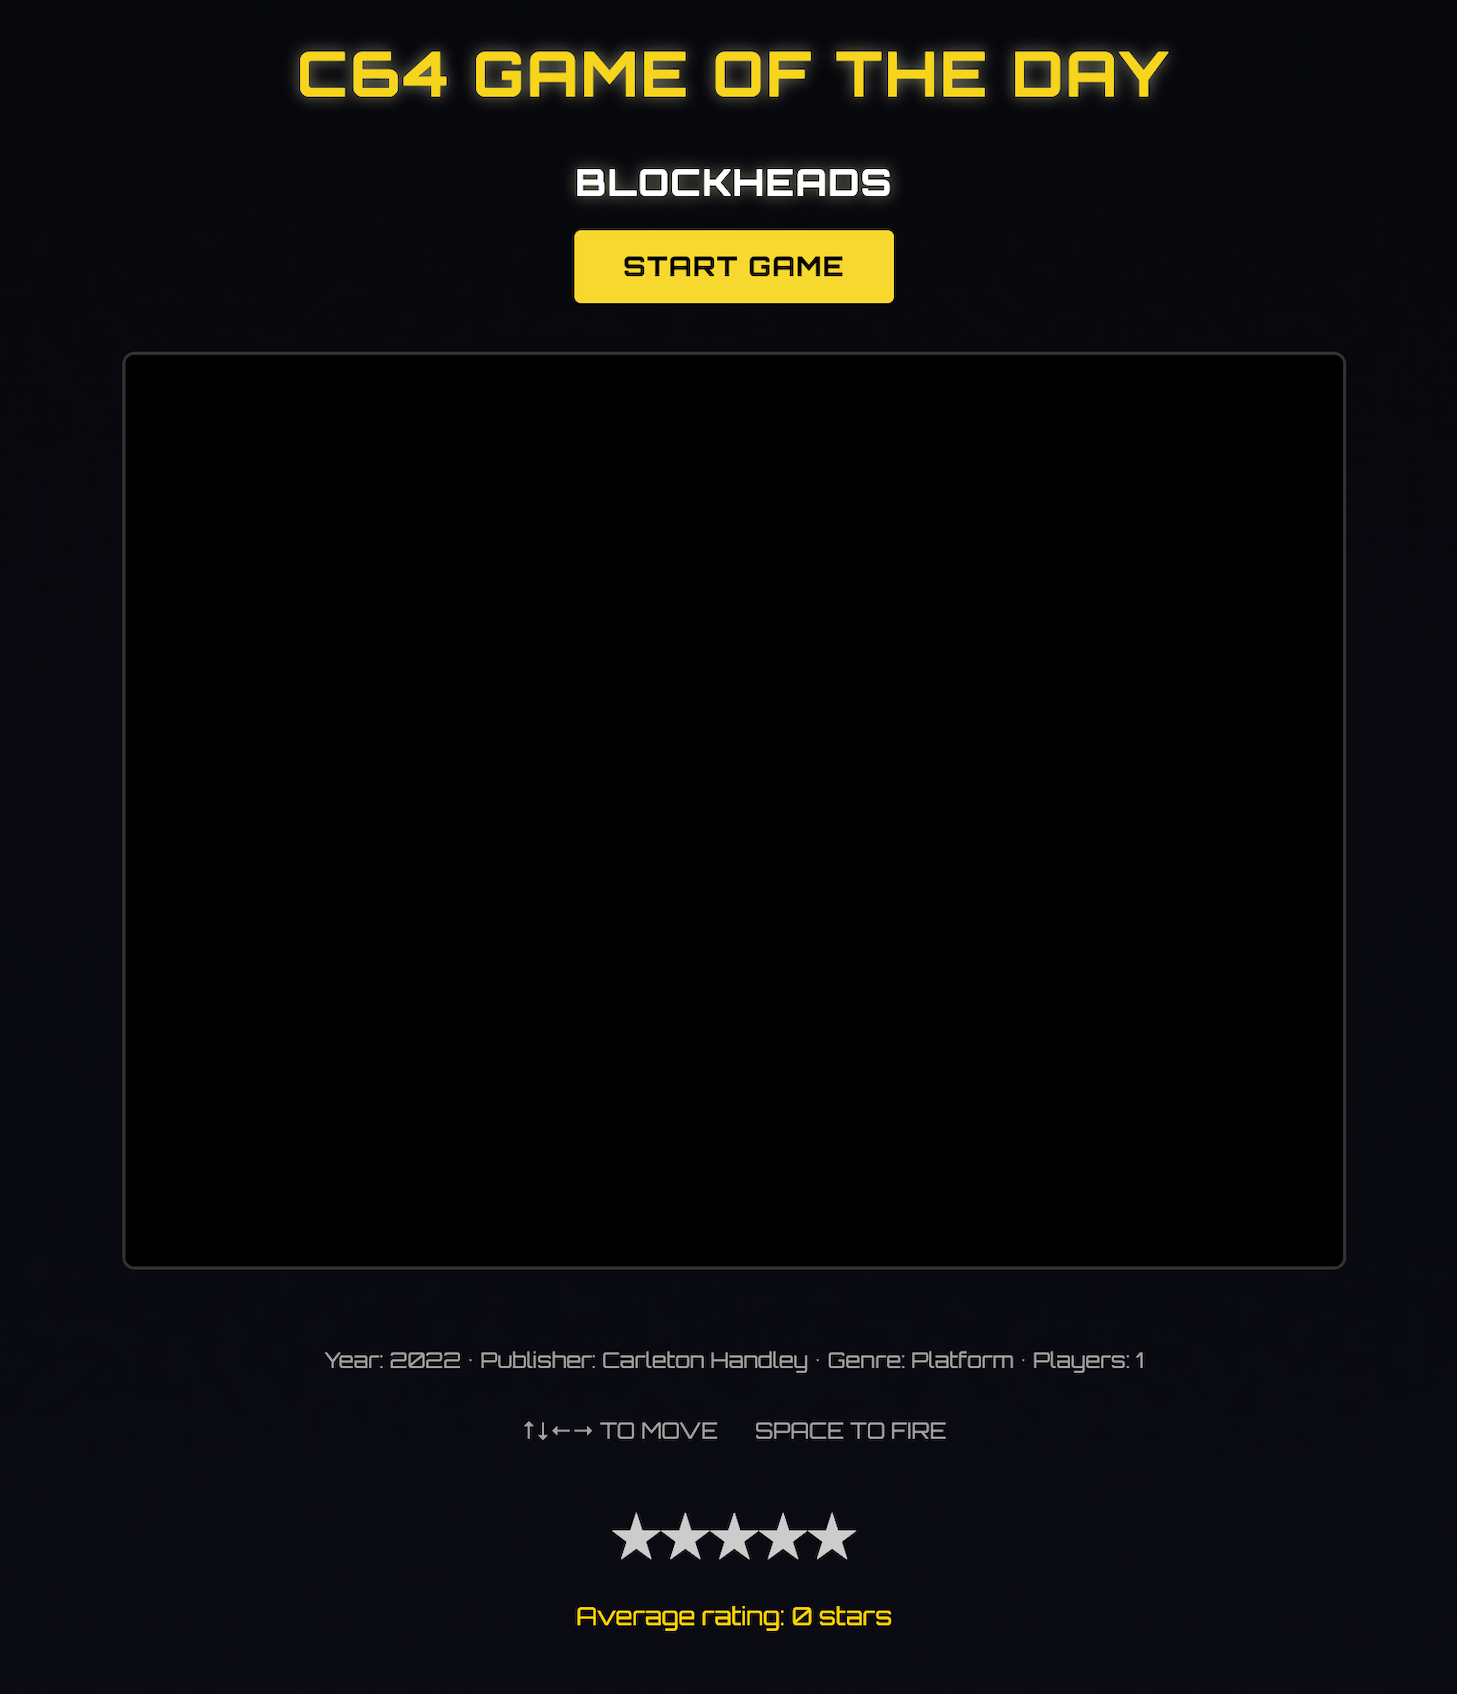 C64 GAME OF THE DAY
BLOCKHEADS
START GAME
Year: 2022 · Publisher: Carleton Handley · Genre: Platform · Players: 1
↑↓←→ TO MOVE SPACE TO FIRE
★★★★★
Average rating: 0 stars